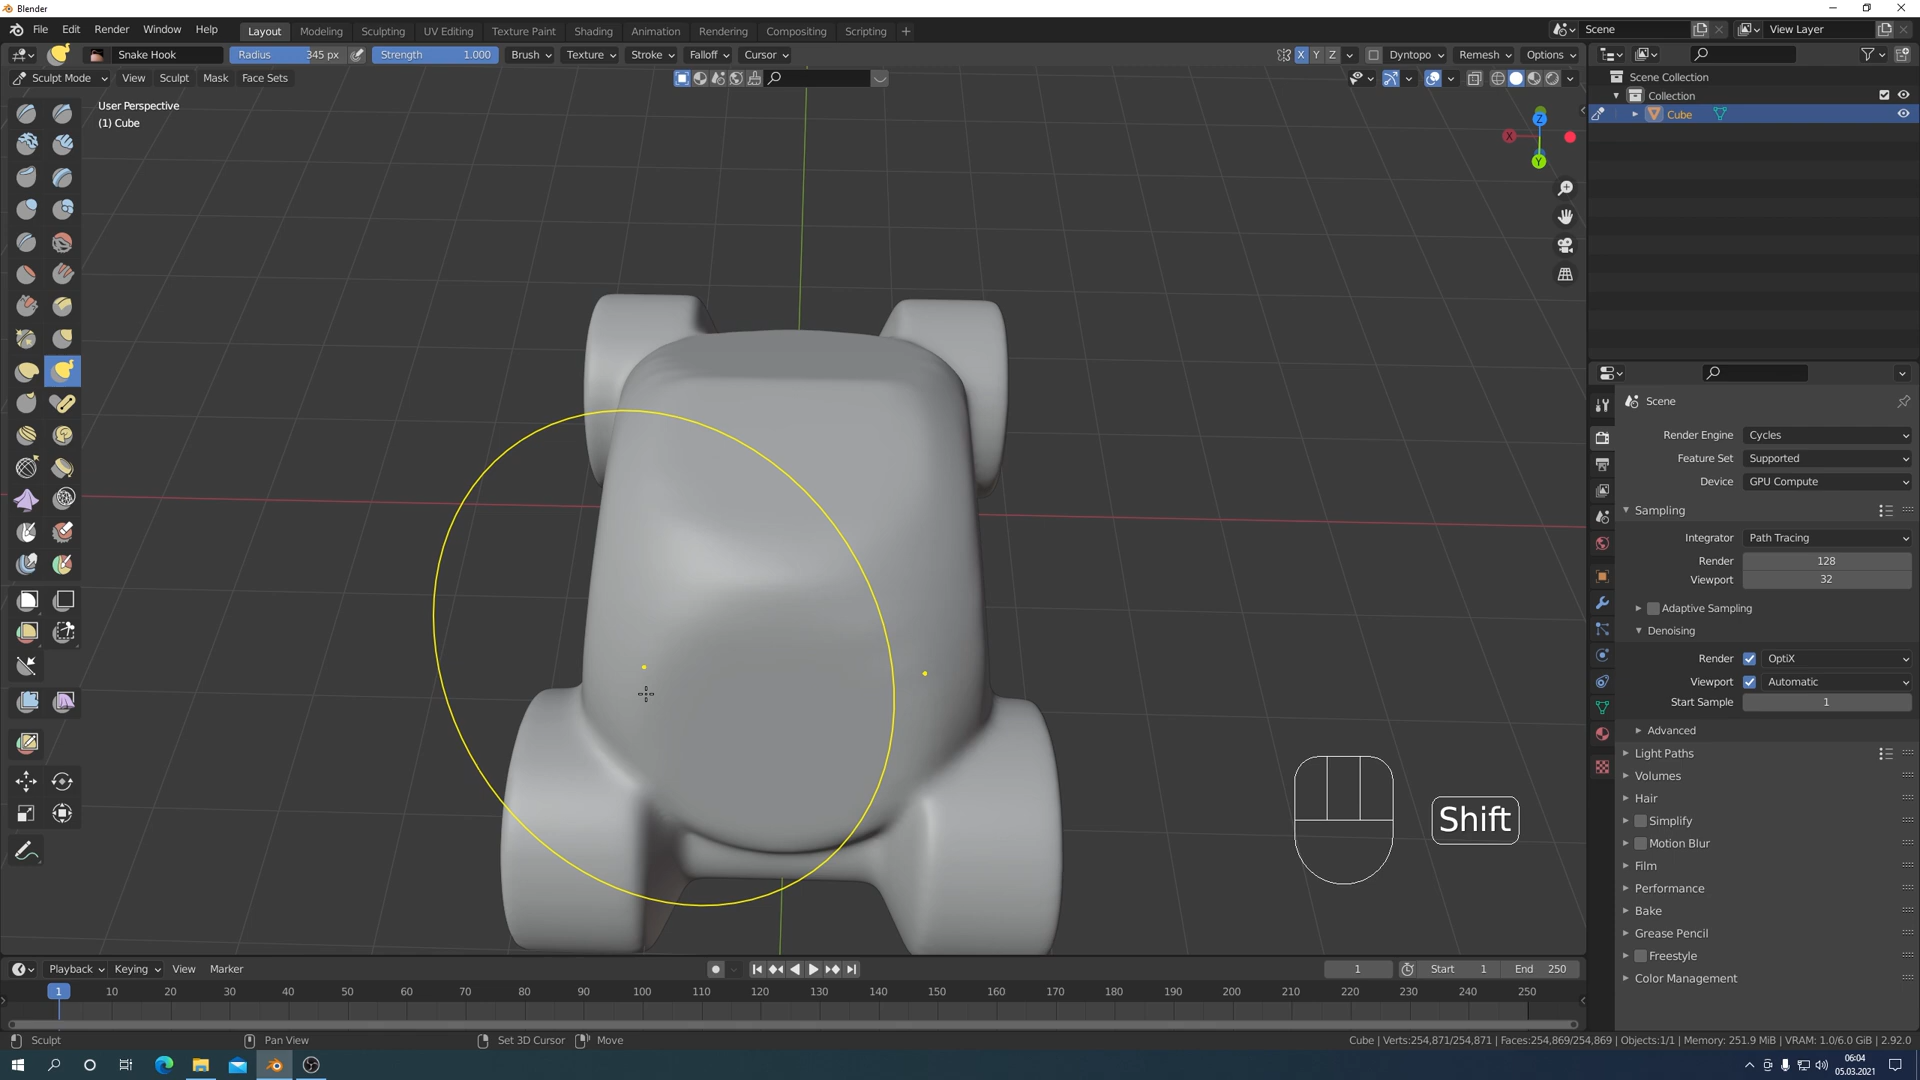 Blender
File Edit Render Window Help Layout Modeling Sculpting UV Editing Texture Paint Shading Animation Rendering Compositing Scripting + Scene View Layer
Snake Hook Radius 345 px Strength 1.000 Brush Texture Stroke Falloff Cursor X Y Z Dyntopo Remesh Options
Sculpt Mode View Sculpt Mask Face Sets
Scene Collection
Collection
Cube
User Perspective
(1) Cube
Z
X
Y
Scene
Render Engine Cycles
Feature Set Supported
Device GPU Compute
Sampling
Integrator Path Tracing
Render 128
Viewport 32
Adaptive Sampling
Denoising
Render OptiX
Viewport Automatic
Start Sample 1
Advanced
Light Paths
Volumes
Hair
Simplify
Motion Blur
Film
Performance
Bake
Grease Pencil
Freestyle
Color Management
Shift
Playback Keying View Marker 1 Start 1 End 250
1 10 20 30 40 50 60 70 80 90 100 110 120 130 140 150 160 170 180 190 200 210 220 230 240 250
Sculpt Pan View Set 3D Cursor Move Cube | Verts:254,871/254,871 | Faces:254,869/254,869 | Objects:1/1 | Memory: 251.9 MiB | VRAM: 1.0/6.0 GiB | 2.92.0
06:04
05.03.2021